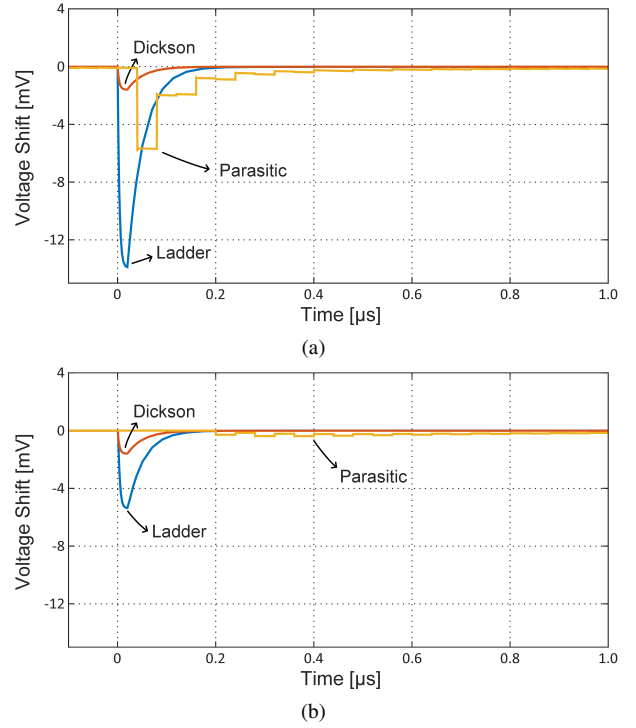 4
0
-4
-8
-12
Voltage Shift [mV]
Dickson
Parasitic
Ladder
0
0.2
0.4
0.6
0.8
1.0
Time [µs]
(a)
4
0
-4
-8
-12
Voltage Shift [mV]
Dickson
Parasitic
Ladder
0
0.2
0.4
0.6
0.8
1.0
Time [µs]
(b)